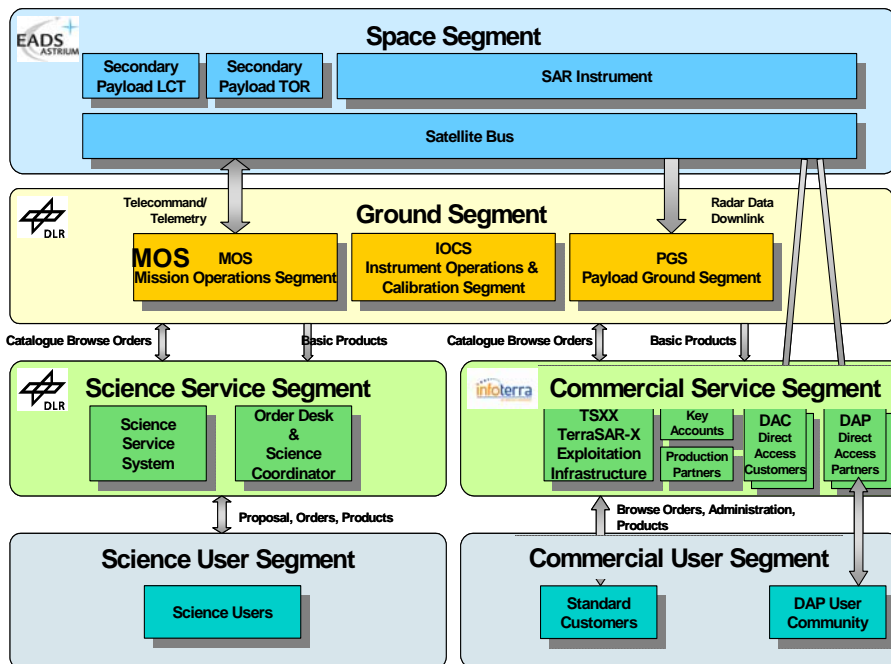 EADS
ASTRIUM
Space Segment
Secondary
Payload LCT
Secondary
Payload TOR
SAR Instrument
Satellite Bus
Telecommand/
Telemetry
Radar Data
Downlink
DLR
Ground Segment
MOS
MOS
Mission Operations Segment
IOCS
Instrument Operations &
Calibration Segment
PGS
Payload Ground Segment
Catalogue Browse Orders
Basic Products
Catalogue Browse Orders
Basic Products
DLR
Science Service Segment
Science
Service
System
Order Desk
&
Science
Coordinator
infoterra
Commercial Service Segment
TSXX
TerraSAR-X
Exploitation
Infrastructure
Key
Accounts
Production
Partners
DAC
Direct
Access
Customers
DAP
Direct
Access
Partners
Proposal, Orders, Products
Browse Orders, Administration,
Products
Science User Segment
Science Users
Commercial User Segment
Standard
Customers
DAP User
Community